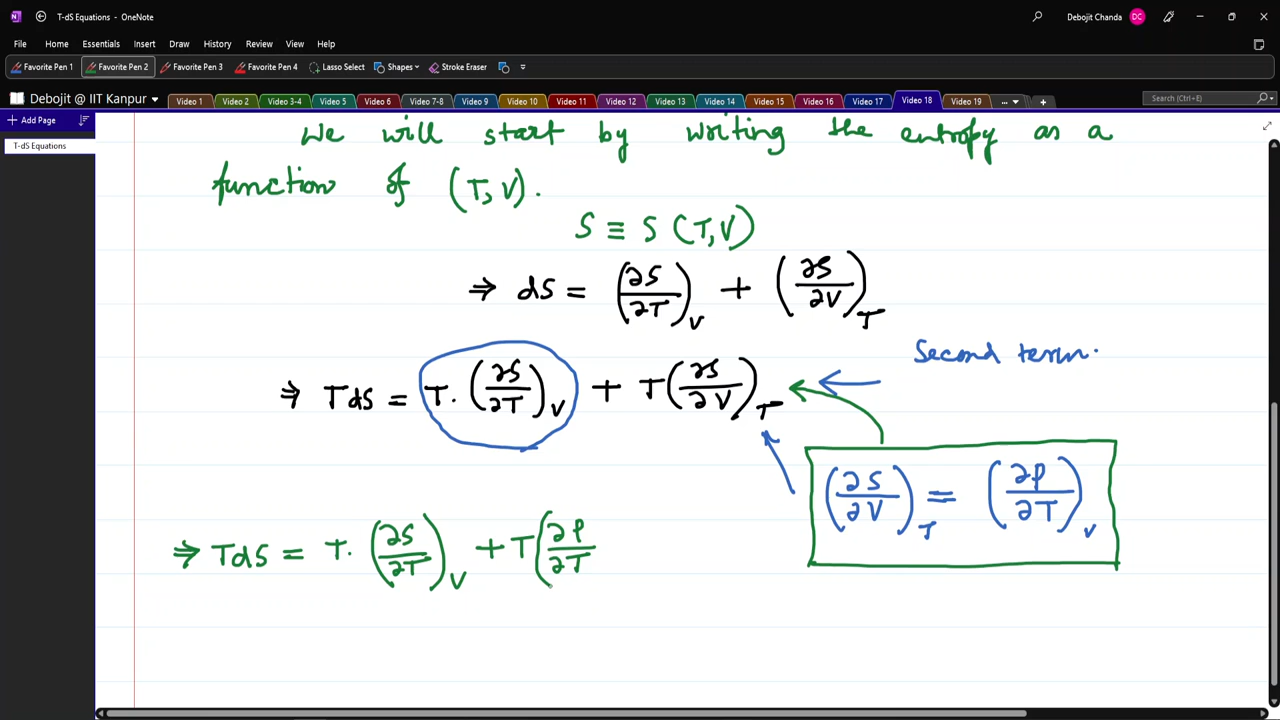 T-dS Equations - OneNote
Debojit Chanda DC
File Home Essentials Insert Draw History Review View Help
Favorite Pen 1 Favorite Pen 2 Favorite Pen 3 Favorite Pen 4 Lasso Select Shapes Stroke Eraser
Debojit @ IIT Kanpur Video 1 Video 2 Video 3-4 Video 5 Video 6 Video 7-8 Video 9 Video 10 Video 11 Video 12 Video 13 Video 14 Video 15 Video 16 Video 17 Video 18 Video 19 ... +
Search (Ctrl+E)
Add Page
T-dS Equations
We will start by writing the entropy as a
function of (T, V).
S ≡ S (T, V)
⇒ dS = (∂S/∂T)_V + (∂S/∂V)_T
Second term.
⇒ TdS = T. (∂S/∂T)_V + T(∂S/∂V)_T
(∂S/∂V)_T = (∂P/∂T)_V
⇒ TdS = T. (∂S/∂T)_V + T(∂P/∂T